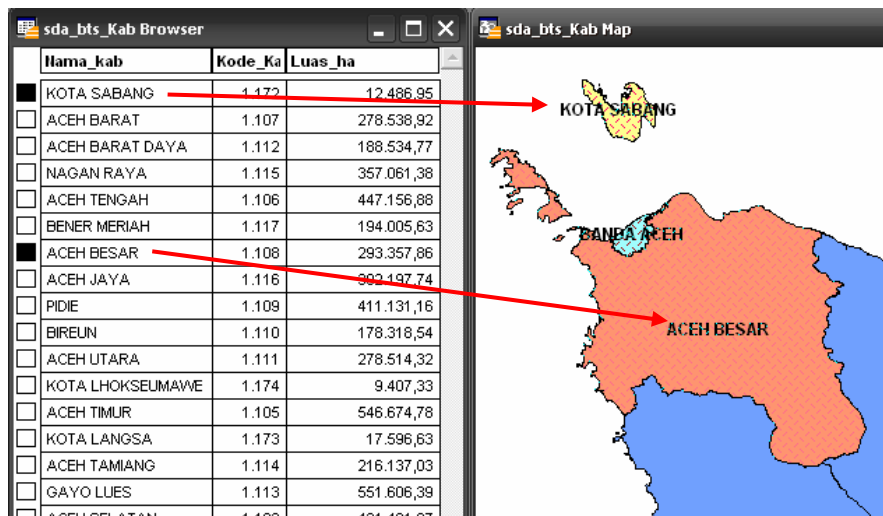 sda_bts_Kab Browser
Nama_kab Kode_Ka Luas_ha
KOTA SABANG 1.172 12.486,95
ACEH BARAT 1.107 278.538,92
ACEH BARAT DAYA 1.112 188.534,77
NAGAN RAYA 1.115 357.061,38
ACEH TENGAH 1.106 447.156,88
BENER MERIAH 1.117 194.005,63
ACEH BESAR 1.108 293.357,86
ACEH JAYA 1.116
PIDIE 1.109 411.131,16
BIREUN 1.110 178.318,54
ACEH UTARA 1.111 278.514,32
KOTA LHOKSEUMAWE 1.174 9.407,33
ACEH TIMUR 1.105 546.674,78
KOTA LANGSA 1.173 17.596,63
ACEH TAMIANG 1.114 216.137,03
GAYO LUES 1.113 551.606,39
ACEH SELATAN
sda_bts_Kab Map
KOTA SABANG
BANDA ACEH
ACEH BESAR